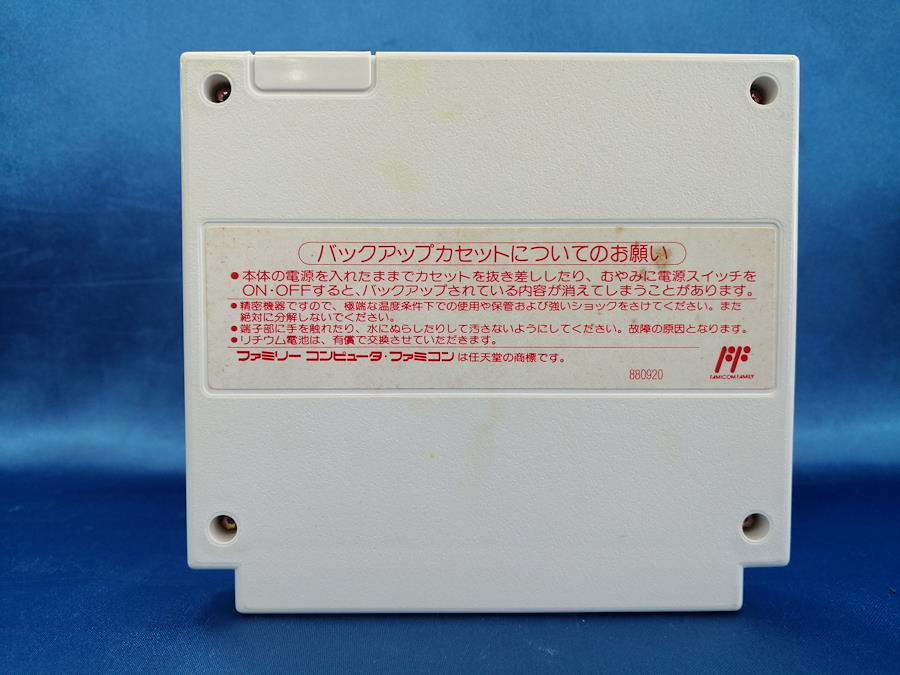 バックアップカセットについてのお願い
●本体の電源を入れたままでカセットを抜き差ししたり、むやみに電源スイッチを
ON・OFFすると、バックアップされている内容が消えてしまうことがあります。
●精密機器ですので、極端な温度条件下での使用や保管および強いショックをさけてください。また
絶対に分解しないでください。
●端子部に手を触れたり、水にぬらしたりして汚さないようにしてください。故障の原因となります。
●リチウム電池は、有償で交換させていただきます。
ファミリー コンピュータ・ファミコン は任天堂の商標です。
880920
FAMICOM FAMILY